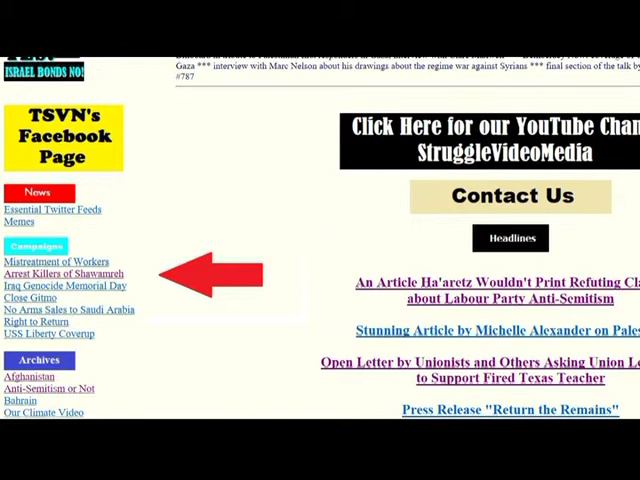 ISRAEL BONDS NO!
Gaza *** interview with Marc Nelson about his drawings about the regime war against Syrians *** final section of the talk by
#787
TSVN's
Facebook
Page
News
Essential Twitter Feeds
Memes
Campaigns
Mistreatment of Workers
Arrest Killers of Shawamreh
Iraq Genocide Memorial Day
Close Gitmo
No Arms Sales to Saudi Arabia
Right to Return
USS Liberty Coverup
Archives
Afghanistan
Anti-Semitism or Not
Bahrain
Our Climate Video
Click Here for our YouTube Chan
StruggleVideoMedia
Contact Us
Headlines
An Article Ha'aretz Wouldn't Print Refuting Cla
about Labour Party Anti-Semitism
Stunning Article by Michelle Alexander on Pales
Open Letter by Unionists and Others Asking Union Le
to Support Fired Texas Teacher
Press Release "Return the Remains"